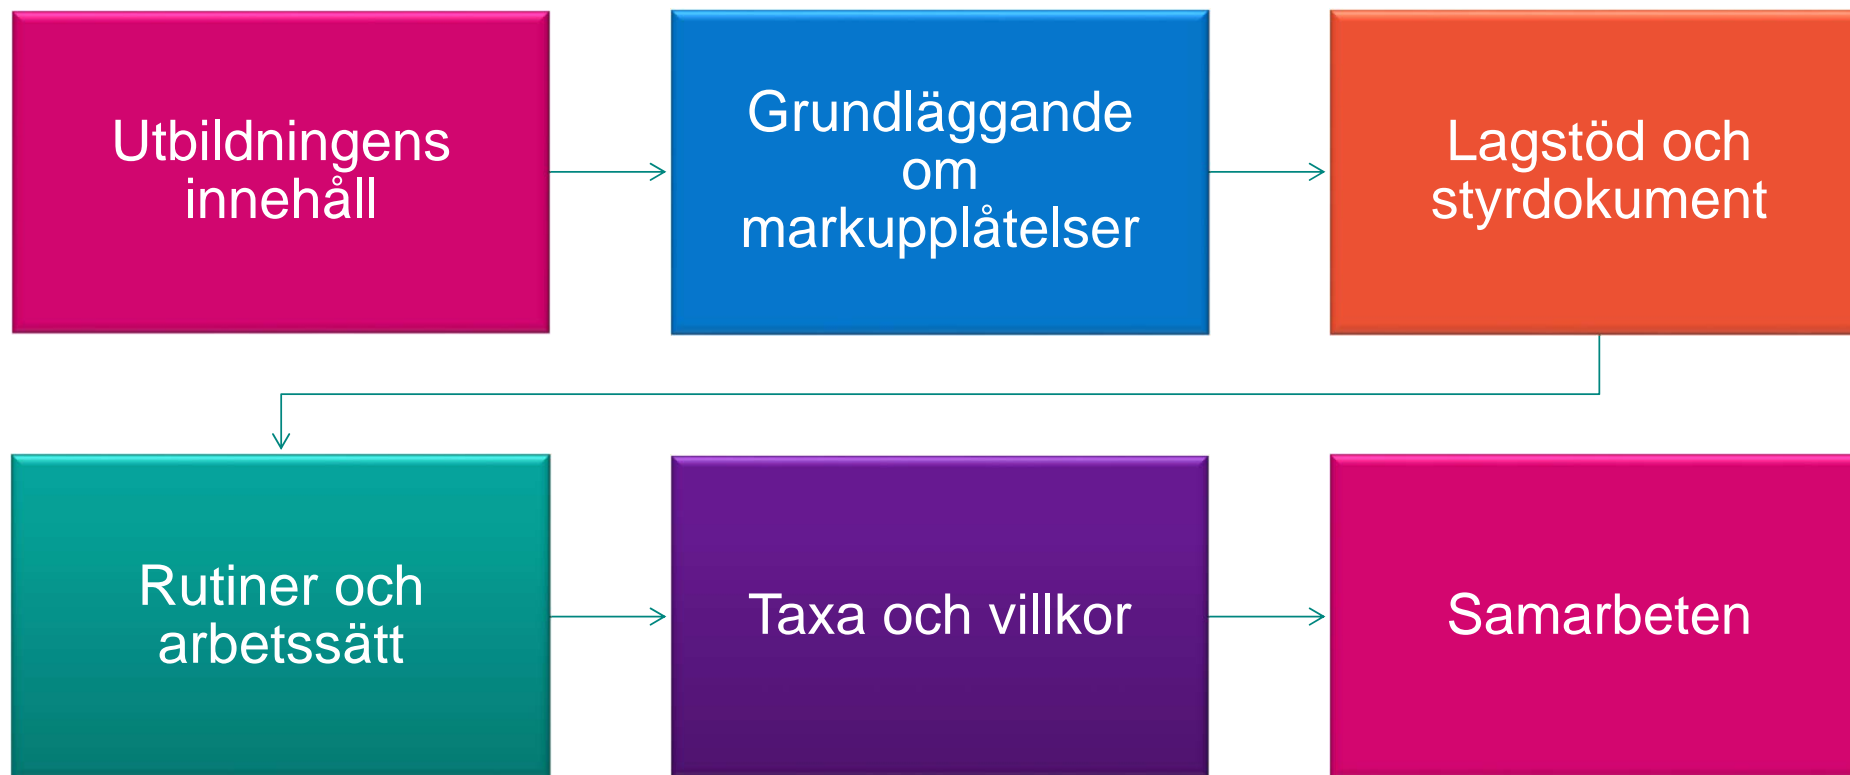 Utbildningens
innehåll
Grundläggande
om
markupplåtelser
Lagstöd och
styrdokument
Rutiner och
arbetssätt
Taxa och villkor
Samarbeten